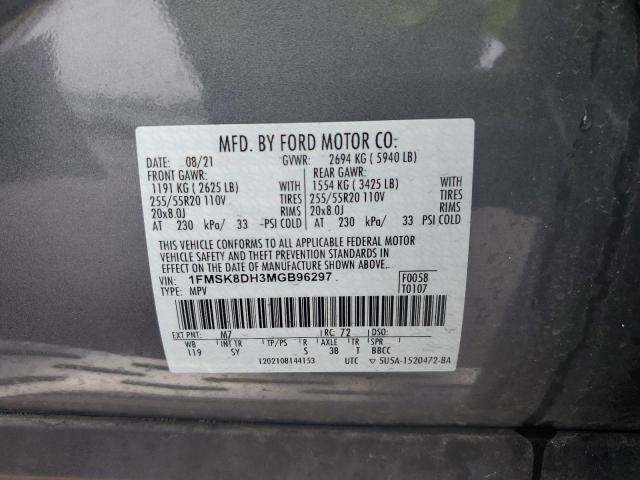 MFD. BY FORD MOTOR CO.
DATE: 08/21 GVWR: 2694 KG ( 5940 LB)
FRONT GAWR: REAR GAWR:
1191 KG ( 2625 LB) WITH 1554 KG ( 3425 LB) WITH
255/55R20 110V TIRES 255/55R20 110V TIRES
20x8.0J RIMS 20x8.0J RIMS
AT 230 kPa/ 33 PSI COLD AT 230 kPa/ 33 PSI COLD
THIS VEHICLE CONFORMS TO ALL APPLICABLE FEDERAL MOTOR
VEHICLE SAFETY AND THEFT PREVENTION STANDARDS IN
EFFECT ON THE DATE OF MANUFACTURE SHOWN ABOVE.
VIN: 1FMSK8DH3MGB96297 F0058
TYPE: MPV T0107
EXT PNT: M7 RC: 72 DSO:
WB INT TR TP/PS R AXLE TR SPR
119 SY S 3B T BBCC
1202108144153 UTC 5U5A-1520472-BA